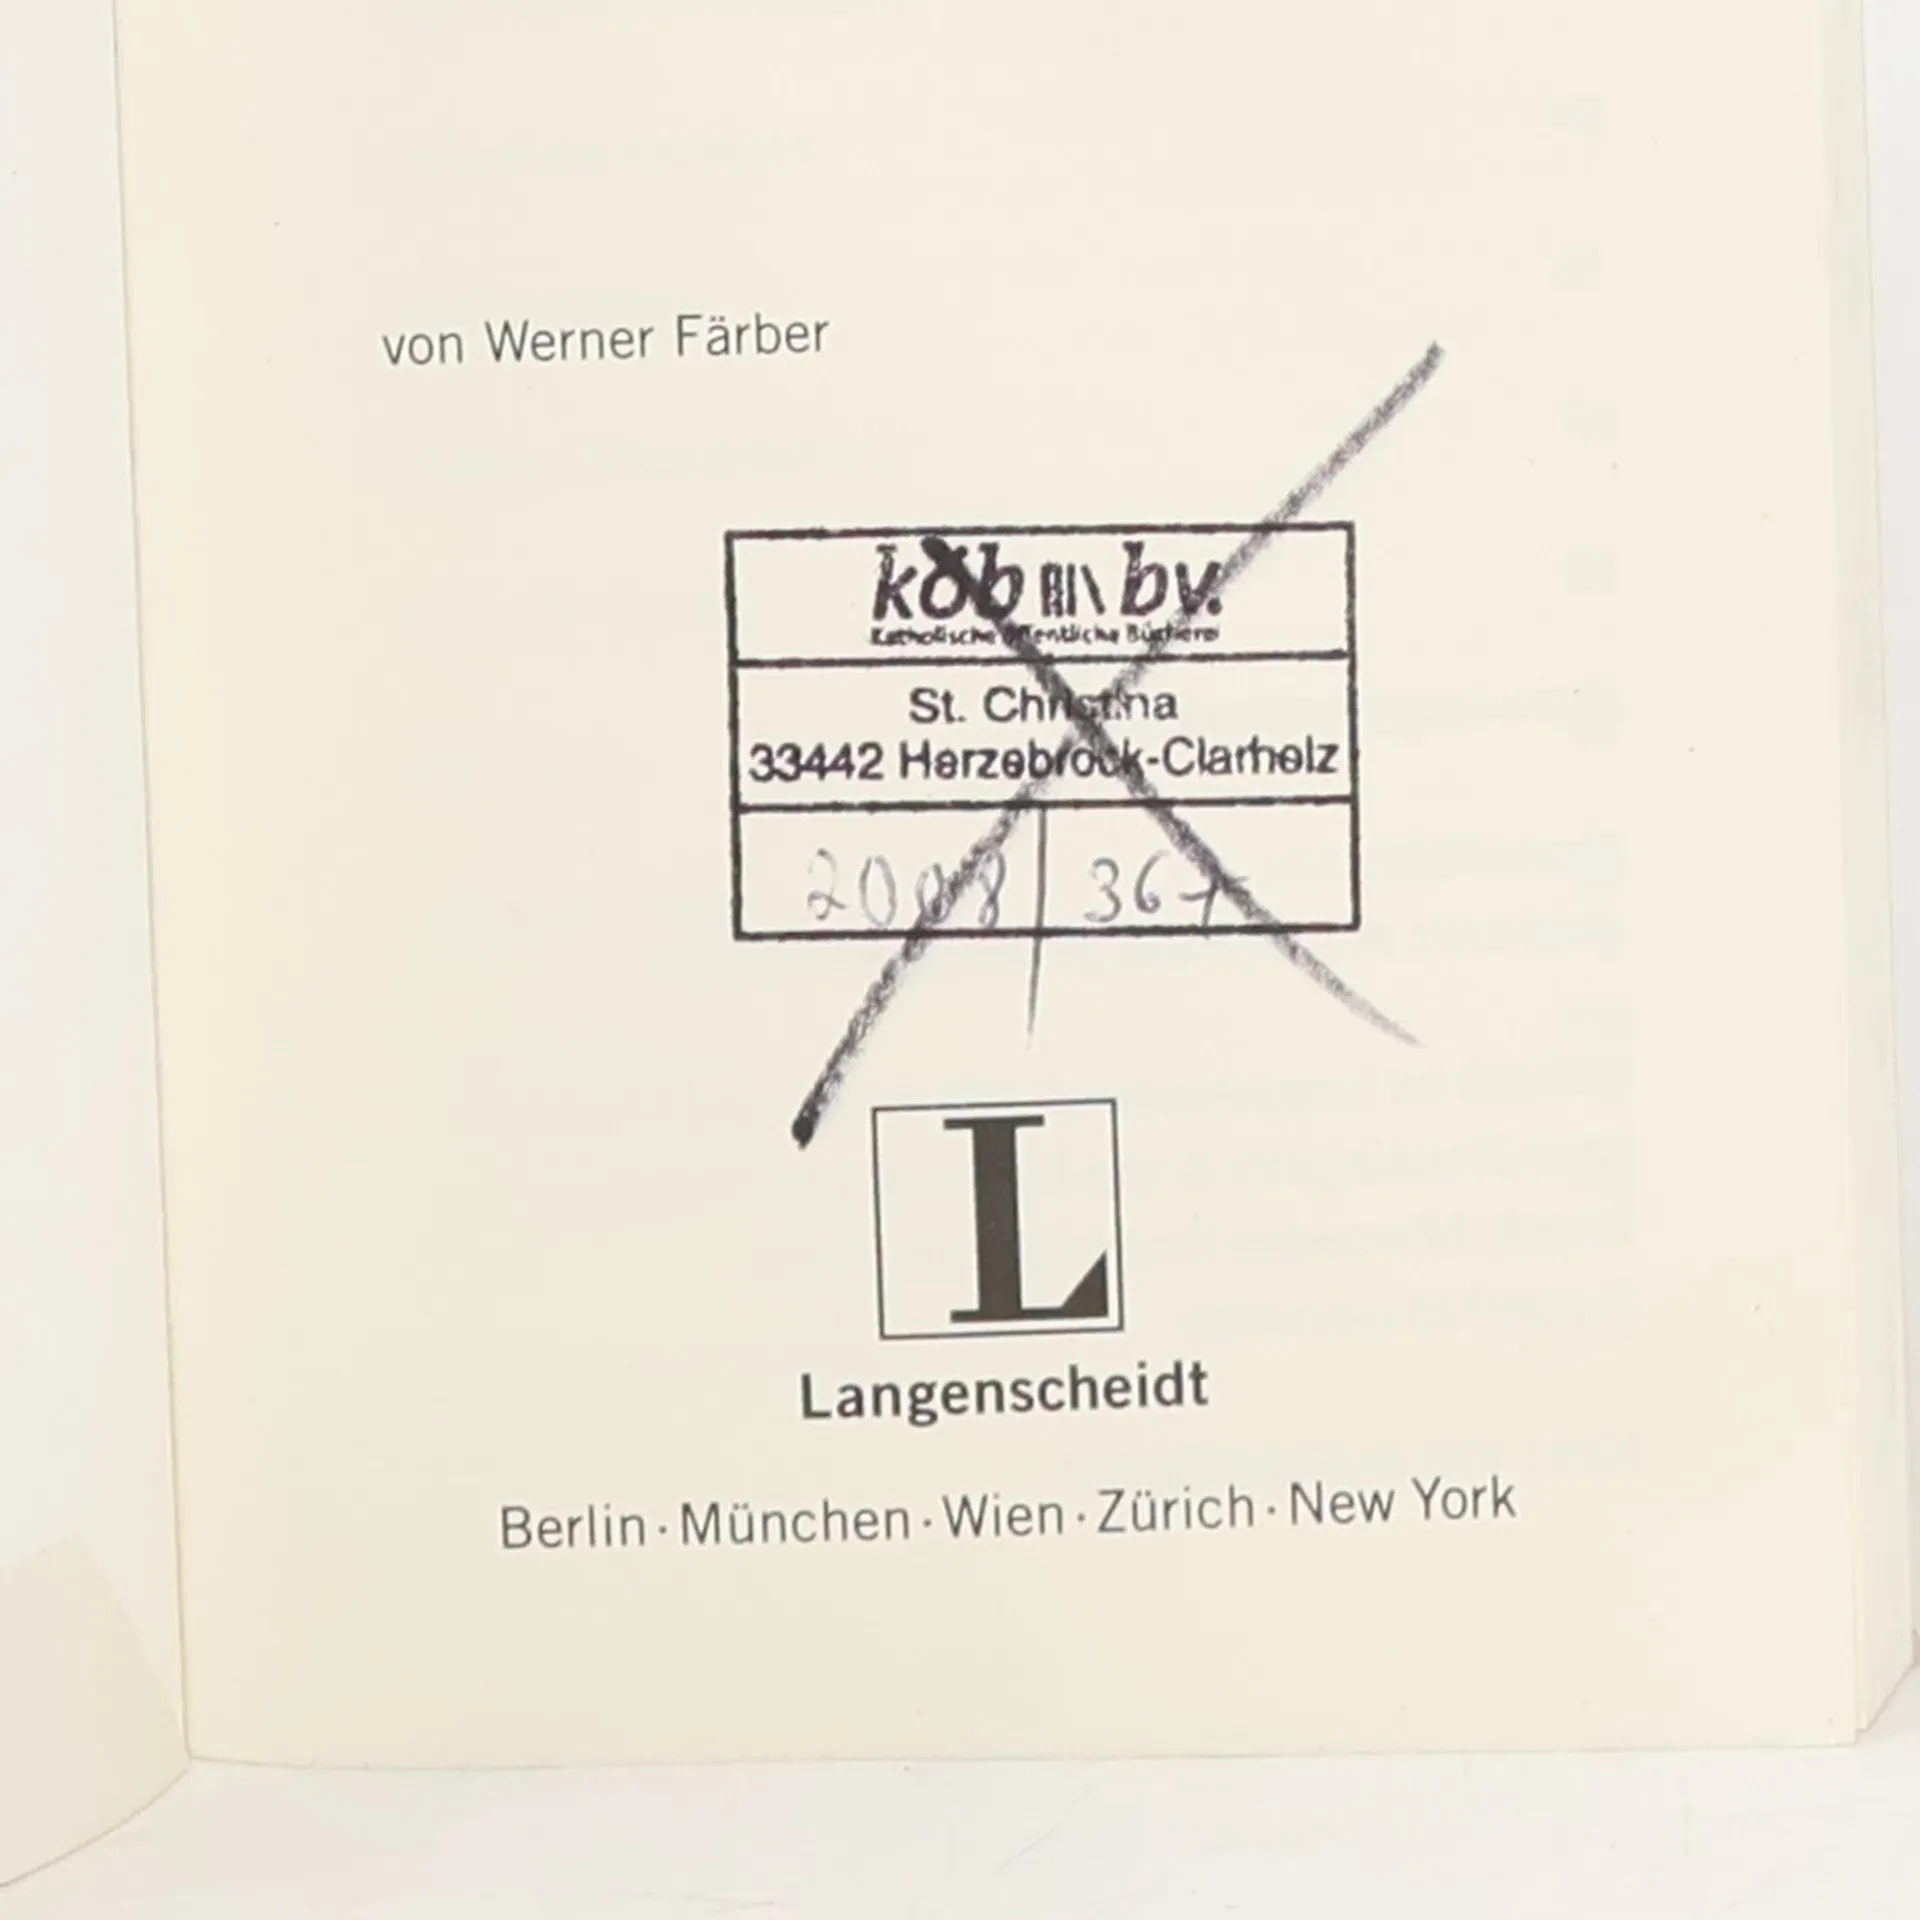 von Werner Färber
köb bv.
Katholische öffentliche Bücherei
St. Christina
33442 Herzebrock-Clarholz
2008 367
L
Langenscheidt
Berlin · München · Wien · Zürich · New York